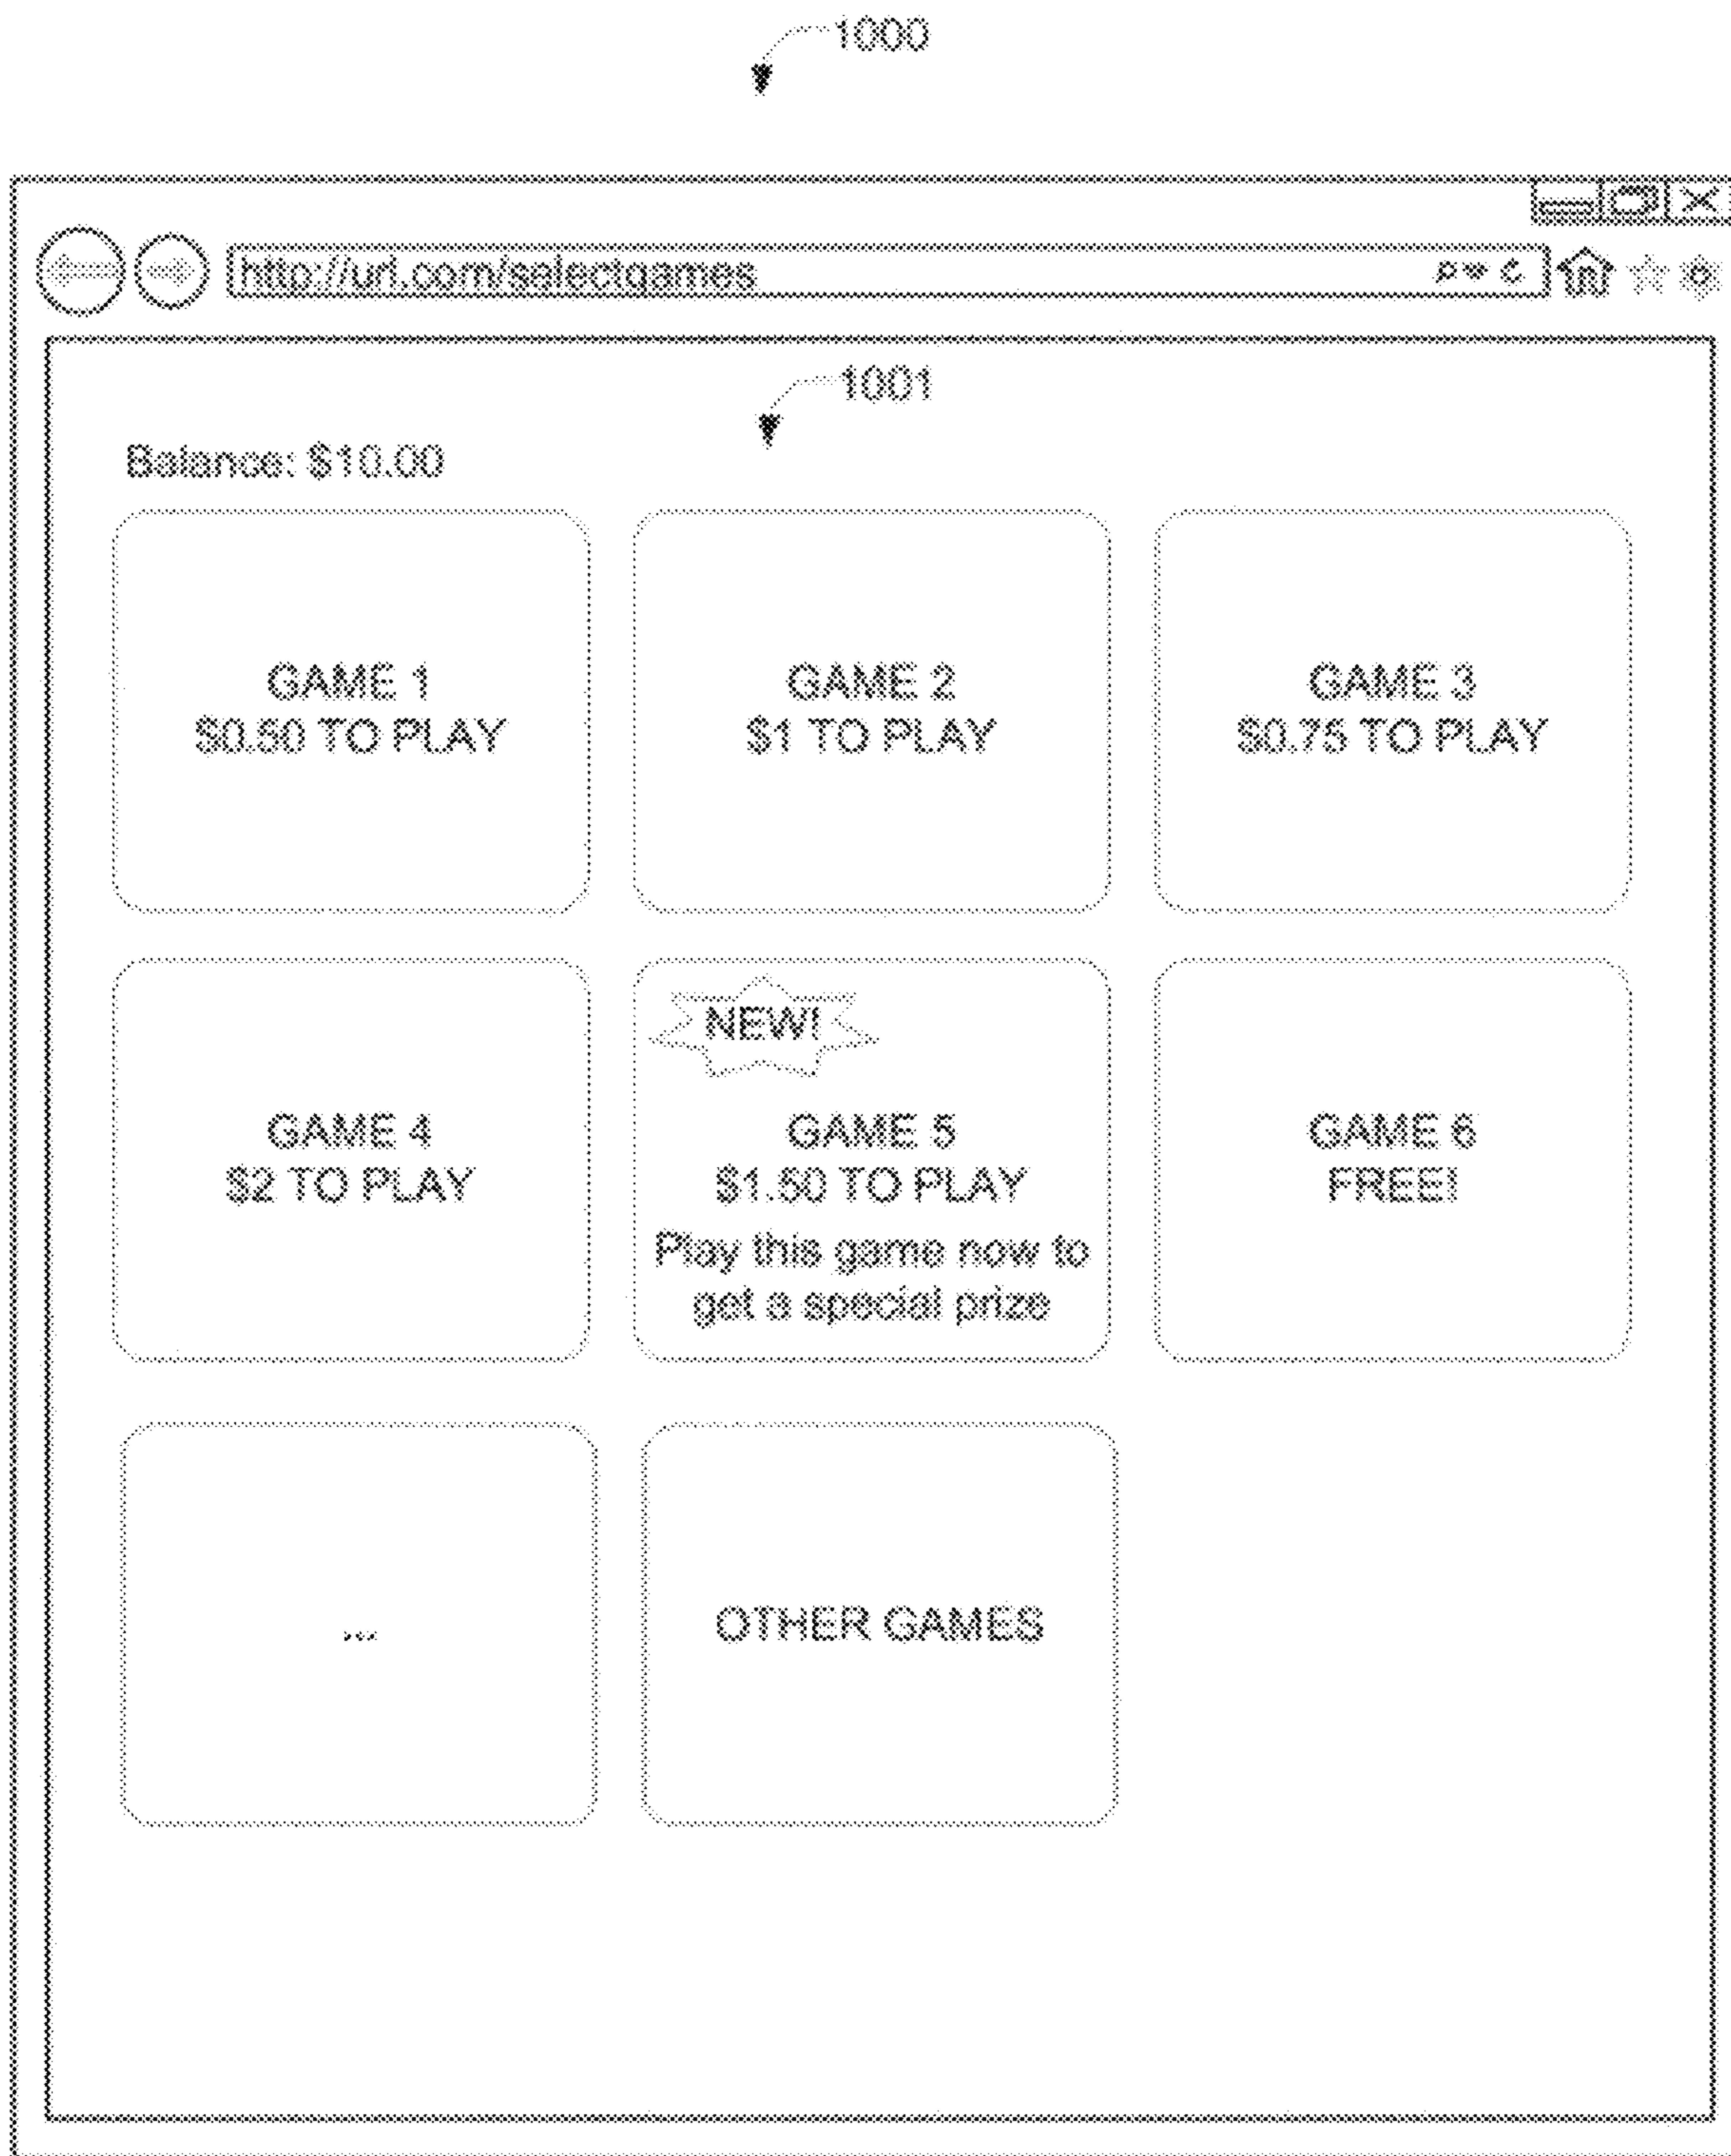 1000
http://url.com/selectgames
1001
Balance: $10.00
GAME 1
$0.50 TO PLAY
GAME 2
$1 TO PLAY
GAME 3
$0.75 TO PLAY
GAME 4
$2 TO PLAY
NEW!
GAME 5
$1.50 TO PLAY
Play this game now to
get a special prize
GAME 6
FREE!
...
OTHER GAMES